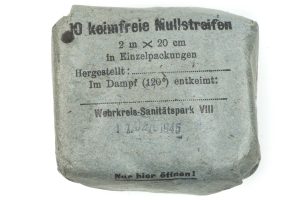 10 keimfreie Mullstreifen
2 m × 20 cm
in Einzelpackungen
Hergestellt:
Im Dampf (120°) entkeimt:
Wehrkreis-Sanitätspark VIII
Nur hier öffnen!